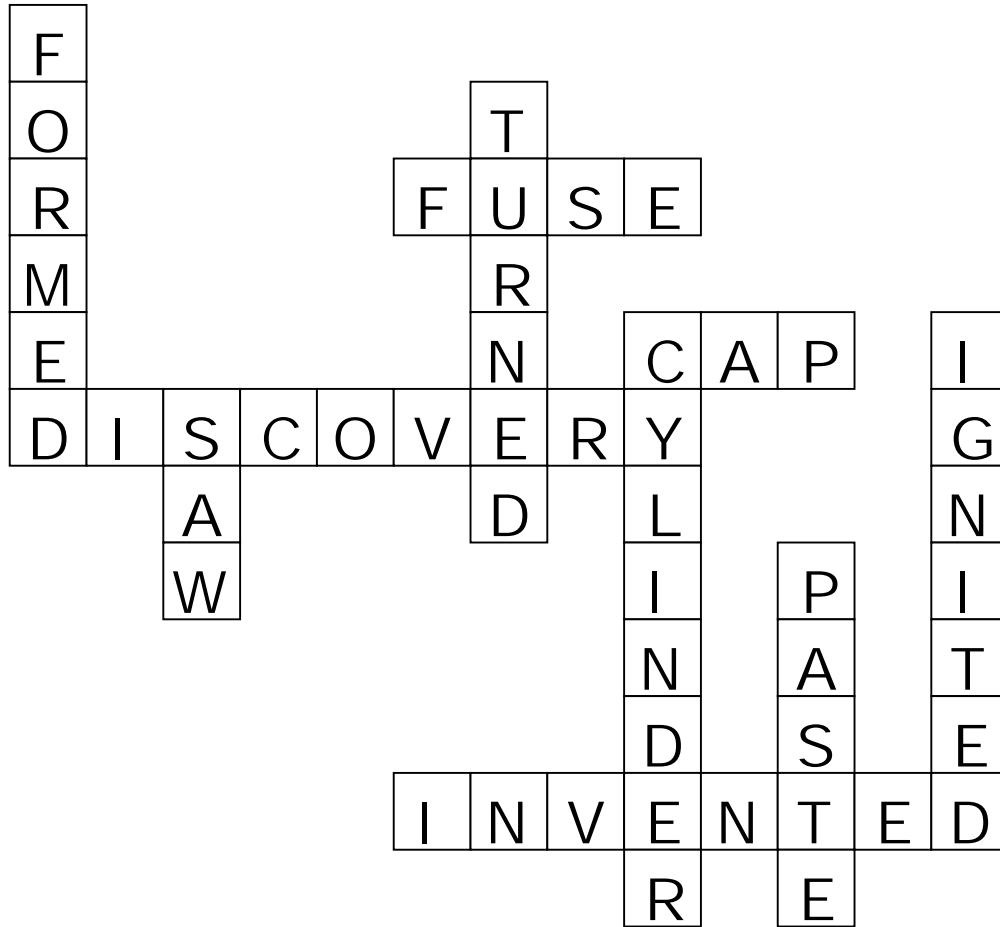 F
O T
R F U S E
M R
E N C A P I
D I S C O V E R Y G
A D L N
W I P I
N A T
D S E
I N V E N T E D
R E